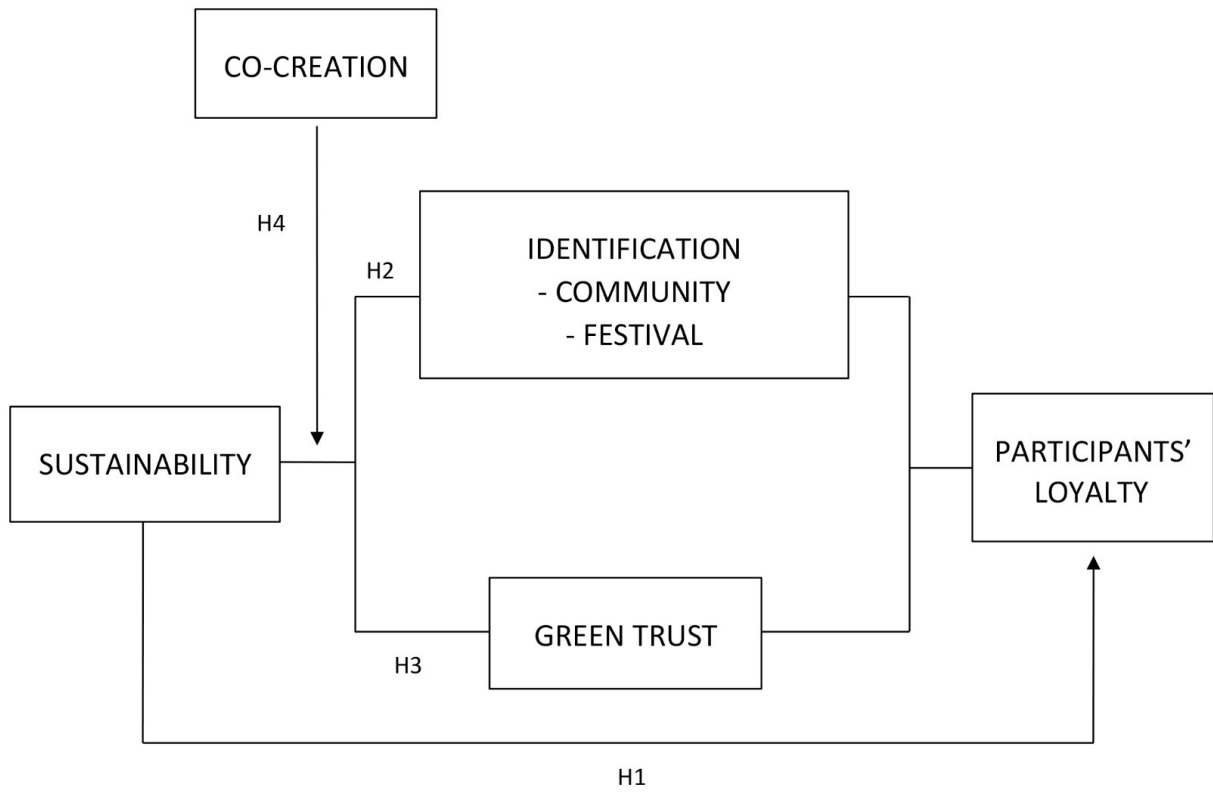 CO-CREATION
H4
H2
IDENTIFICATION
- COMMUNITY
- FESTIVAL
SUSTAINABILITY
PARTICIPANTS’
LOYALTY
GREEN TRUST
H3
H1